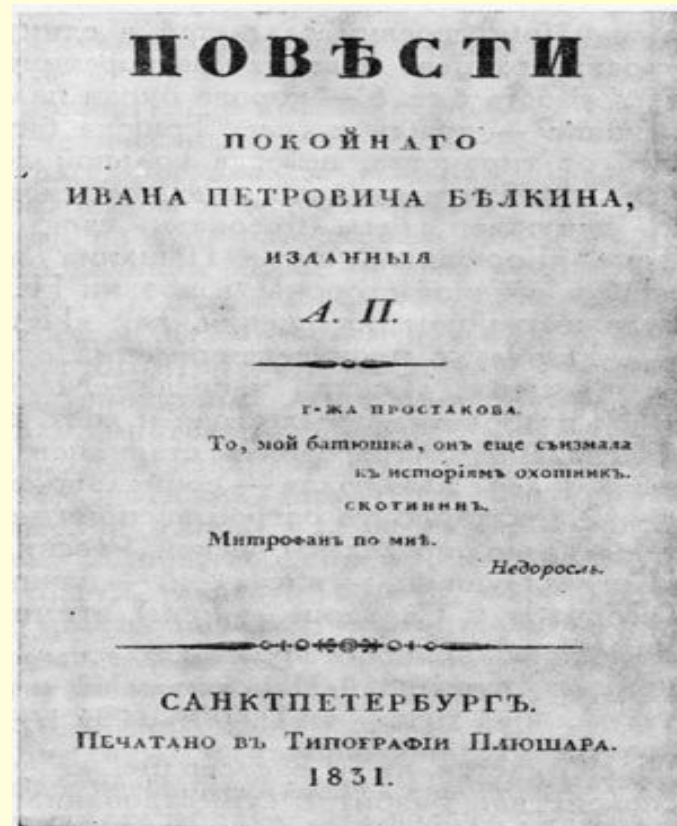 ПОВѢСТИ
ПОКОЙНАГО
ИВАНА ПЕТРОВИЧА БѢЛКИНА,
ИЗДАННЫЯ
А. П.
Г-ЖА ПРОСТАКОВА.
То, мой батюшка, онъ еще сызмала
къ исторіямъ охотникъ.
СКОТИНИНЪ.
Митрофанъ по мнѣ.
Недоросль.
САНКТПЕТЕРБУРГЪ.
ПЕЧАТАНО ВЪ ТИПОГРАФІИ ПЛЮШАРА.
1831.